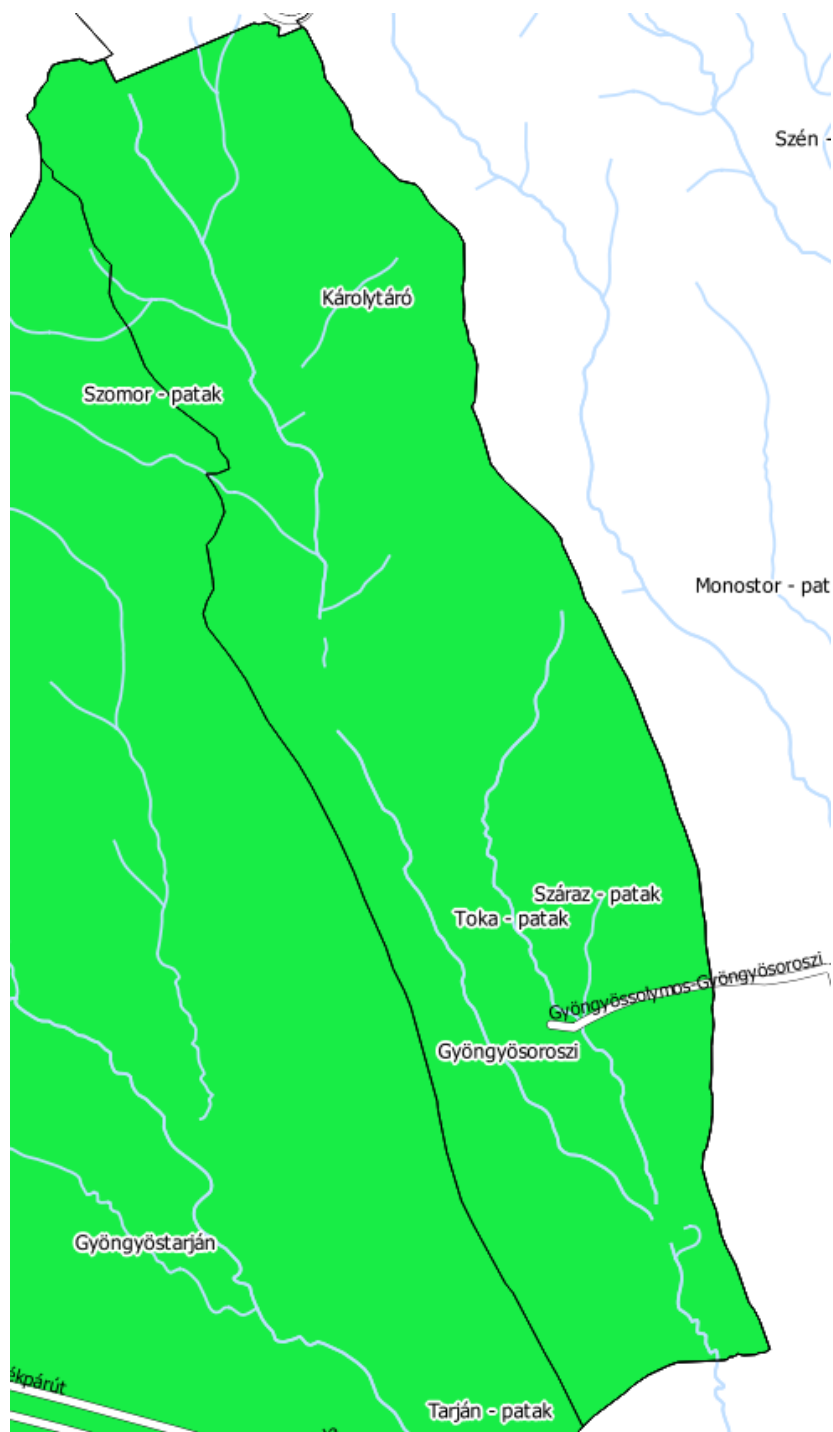 Szén -
Károlytáró
Szomor - patak
Monostor - pat
Száraz - patak
Toka - patak
Gyöngyössolymos-Gyöngyösoroszi
Gyöngyösoroszi
Gyöngyöstarján
ékpárút
Tarján - patak